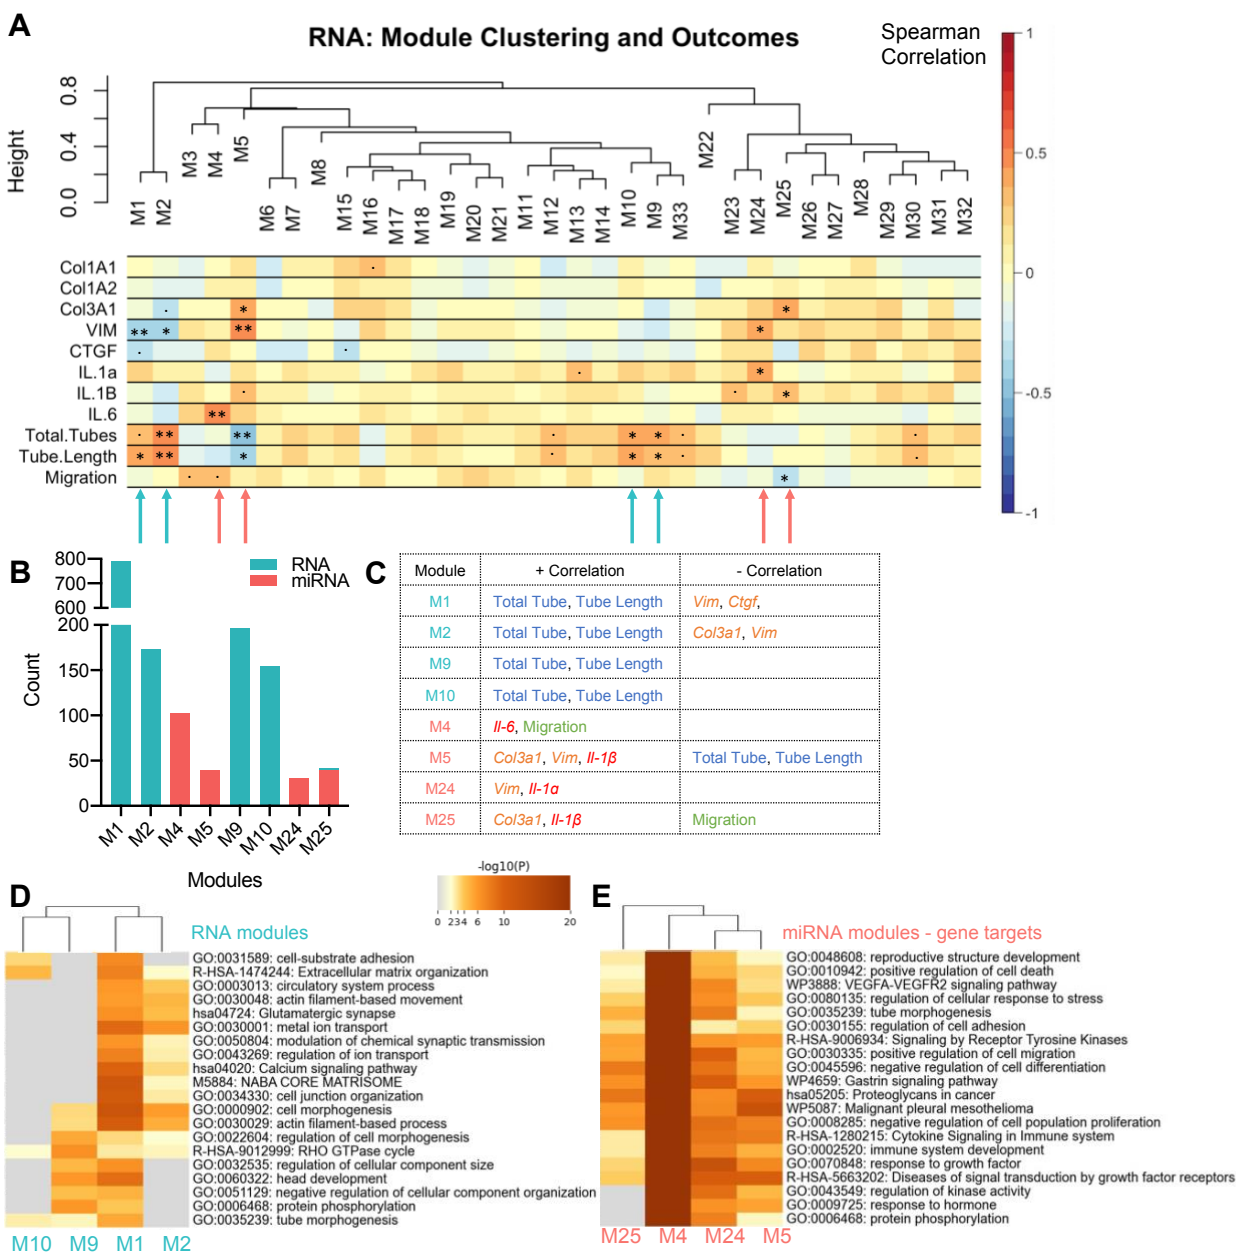 A
RNA: Module Clustering and Outcomes
Spearman
Correlation
Height
0.0 0.4 0.8
M1 M2 M3 M4 M5 M6 M7 M8 M15 M16 M17 M18 M19 M20 M21 M11 M12 M13 M14 M10 M9 M33 M22 M23 M24 M25 M26 M27 M28 M29 M30 M31 M32
1
0.5
0
-0.5
-1
Col1A1 ·
Col1A2
Col3A1 · * *
VIM ** * ** *
CTGF · ·
IL.1a · *
IL.1B · · *
IL.6 **
Total.Tubes · ** ** · * * · ·
Tube.Length * ** * · * * · ·
Migration · · *
B
RNA
miRNA
Count
800
700
600
200
150
100
50
0
M1 M2 M4 M5 M9 M10 M24 M25
Modules
C
Module + Correlation - Correlation
M1 Total Tube, Tube Length Vim, Ctgf,
M2 Total Tube, Tube Length Col3a1, Vim
M9 Total Tube, Tube Length
M10 Total Tube, Tube Length
M4 Il-6, Migration
M5 Col3a1, Vim, Il-1β Total Tube, Tube Length
M24 Vim, Il-1α
M25 Col3a1, Il-1β Migration
-log10(P)
0 2 3 4 6 10 20
D
RNA modules
GO:0031589: cell-substrate adhesion
R-HSA-1474244: Extracellular matrix organization
GO:0003013: circulatory system process
GO:0030048: actin filament-based movement
hsa04724: Glutamatergic synapse
GO:0030001: metal ion transport
GO:0050804: modulation of chemical synaptic transmission
GO:0043269: regulation of ion transport
hsa04020: Calcium signaling pathway
M5884: NABA CORE MATRISOME
GO:0034330: cell junction organization
GO:0000902: cell morphogenesis
GO:0030029: actin filament-based process
GO:0022604: regulation of cell morphogenesis
R-HSA-9012999: RHO GTPase cycle
GO:0032535: regulation of cellular component size
GO:0060322: head development
GO:0051129: negative regulation of cellular component organization
GO:0006468: protein phosphorylation
GO:0035239: tube morphogenesis
M10 M9 M1 M2
E
miRNA modules - gene targets
GO:0048608: reproductive structure development
GO:0010942: positive regulation of cell death
WP3888: VEGFA-VEGFR2 signaling pathway
GO:0080135: regulation of cellular response to stress
GO:0035239: tube morphogenesis
GO:0030155: regulation of cell adhesion
R-HSA-9006934: Signaling by Receptor Tyrosine Kinases
GO:0030335: positive regulation of cell migration
GO:0045596: negative regulation of cell differentiation
WP4659: Gastrin signaling pathway
hsa05205: Proteoglycans in cancer
WP5087: Malignant pleural mesothelioma
GO:0008285: negative regulation of cell population proliferation
R-HSA-1280215: Cytokine Signaling in Immune system
GO:0002520: immune system development
GO:0070848: response to growth factor
R-HSA-5663202: Diseases of signal transduction by growth factor receptors
GO:0043549: regulation of kinase activity
GO:0009725: response to hormone
GO:0006468: protein phosphorylation
M25 M4 M24 M5